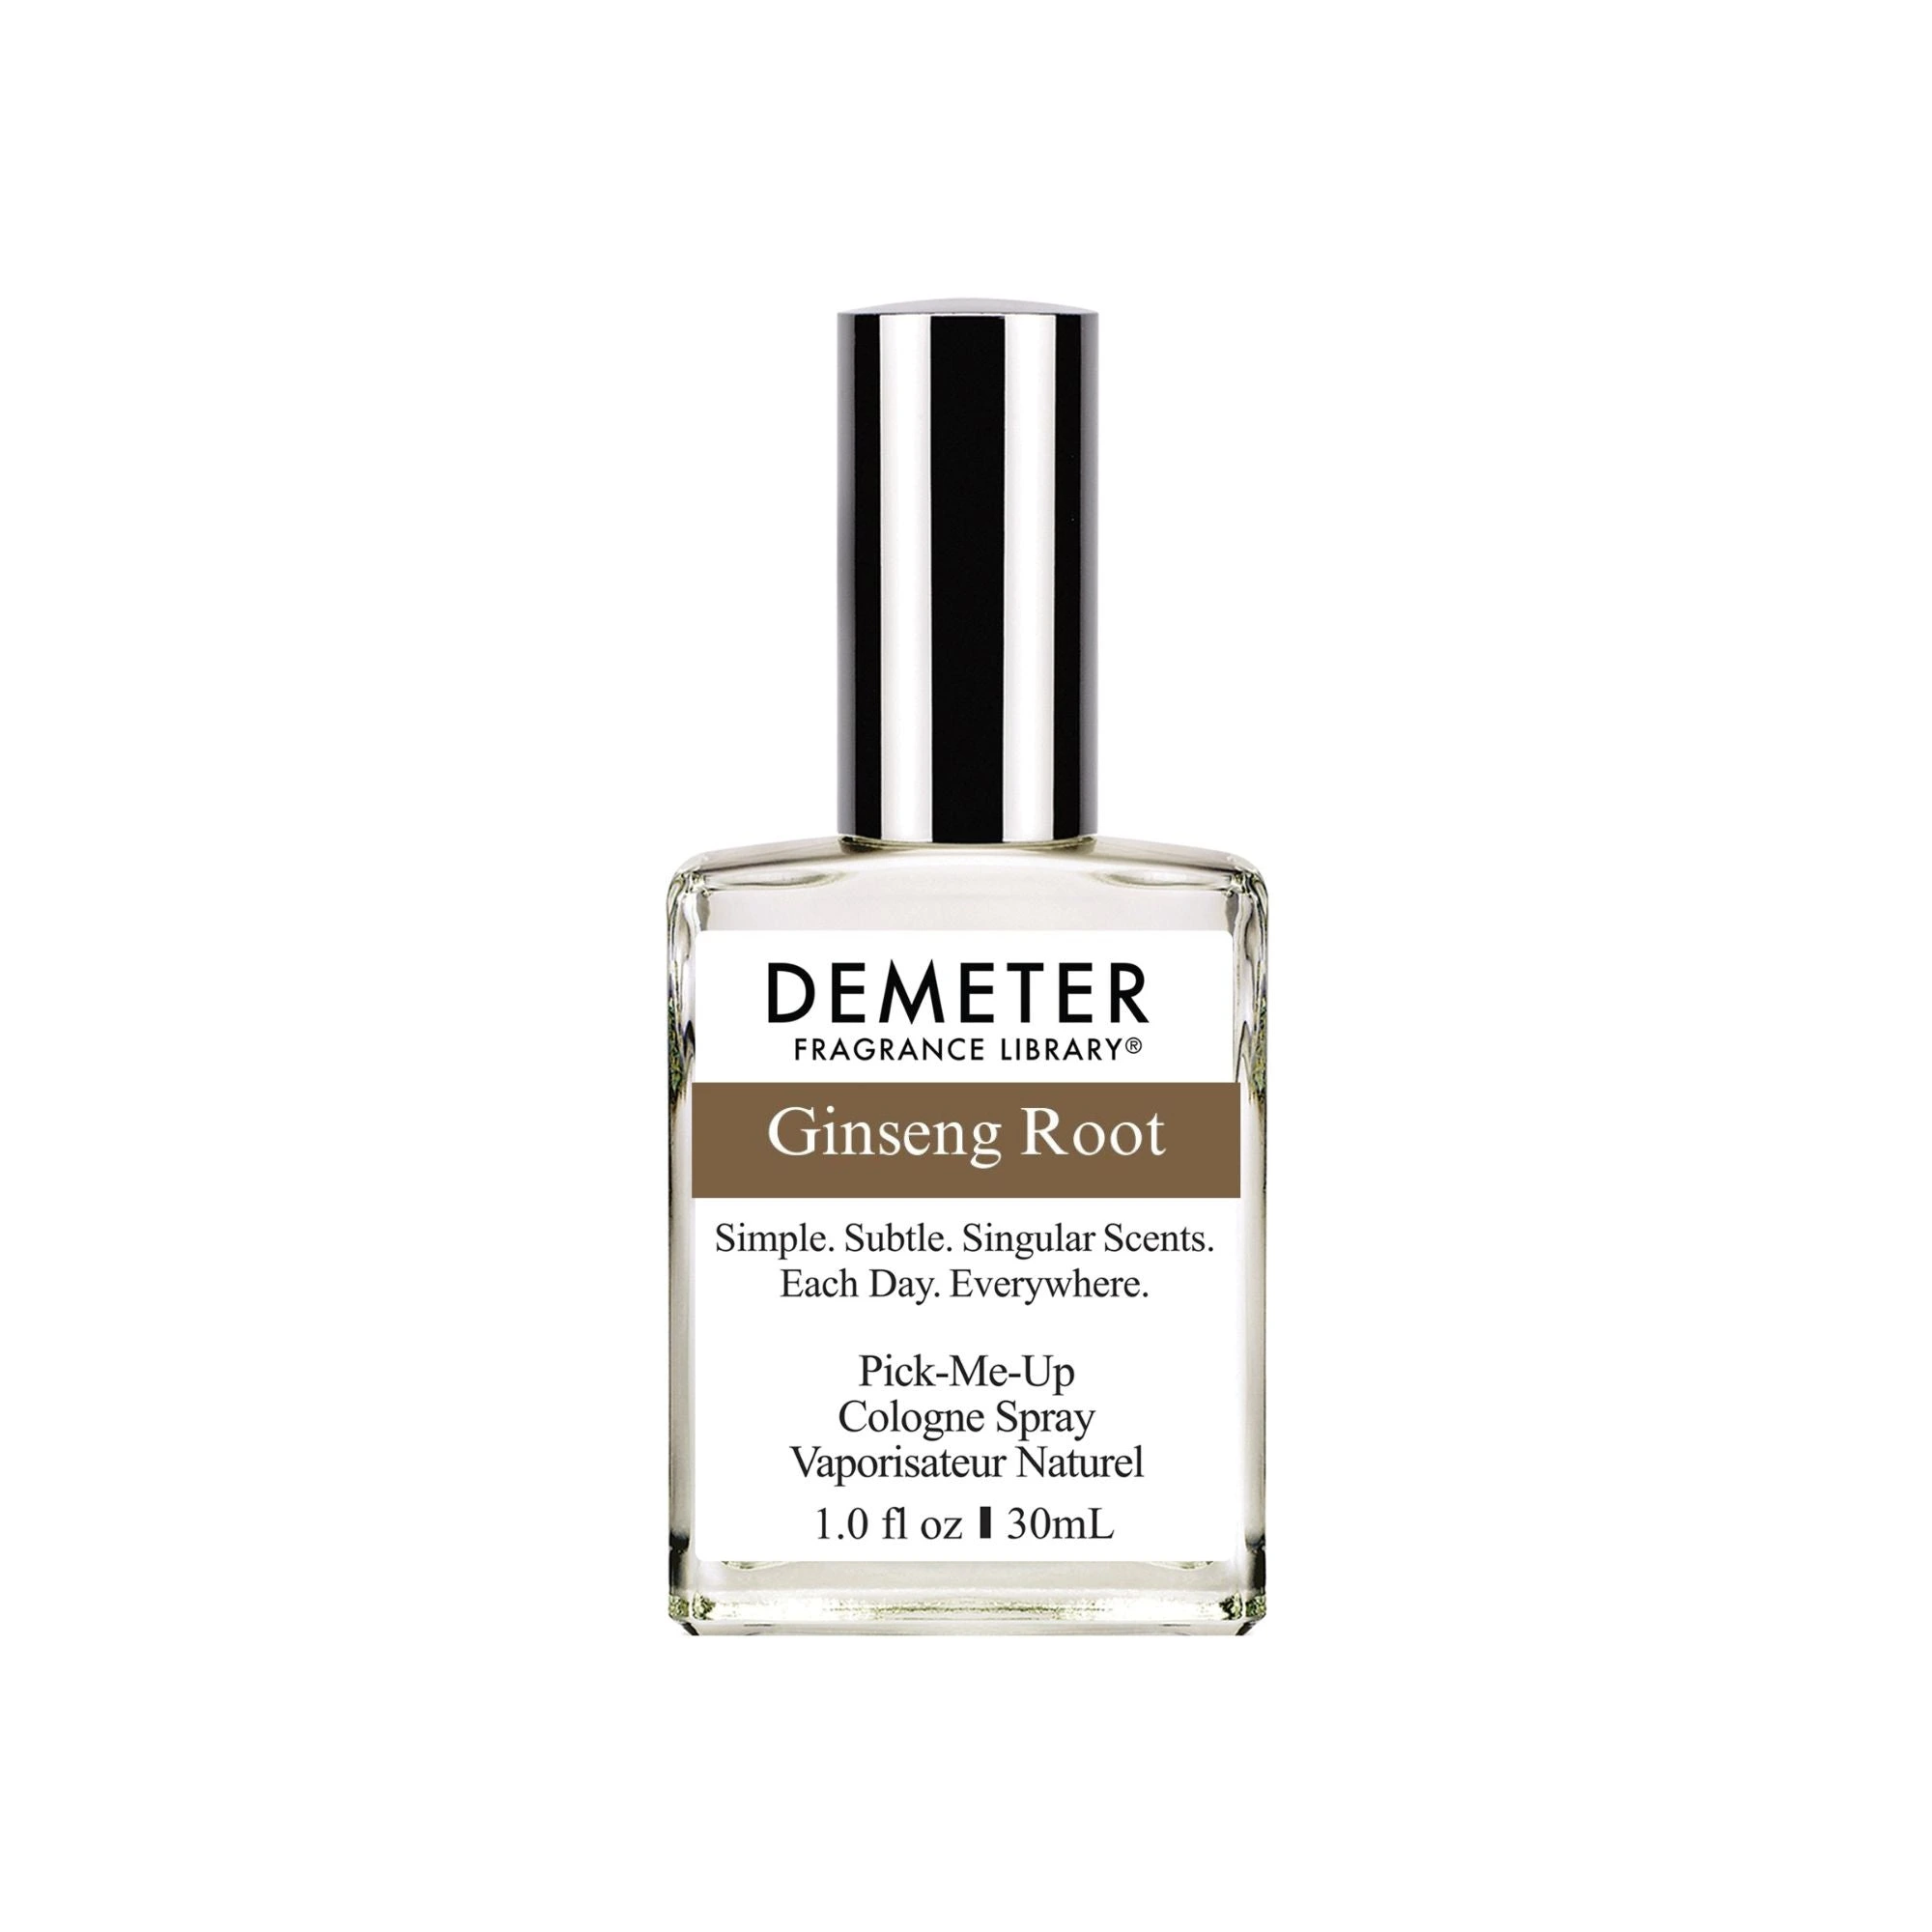 DEMETER
FRAGRANCE LIBRARY®
Ginseng Root
Simple. Subtle. Singular Scents.
Each Day. Everywhere.
Pick-Me-Up
Cologne Spray
Vaporisateur Naturel
1.0 fl oz ▌30mL